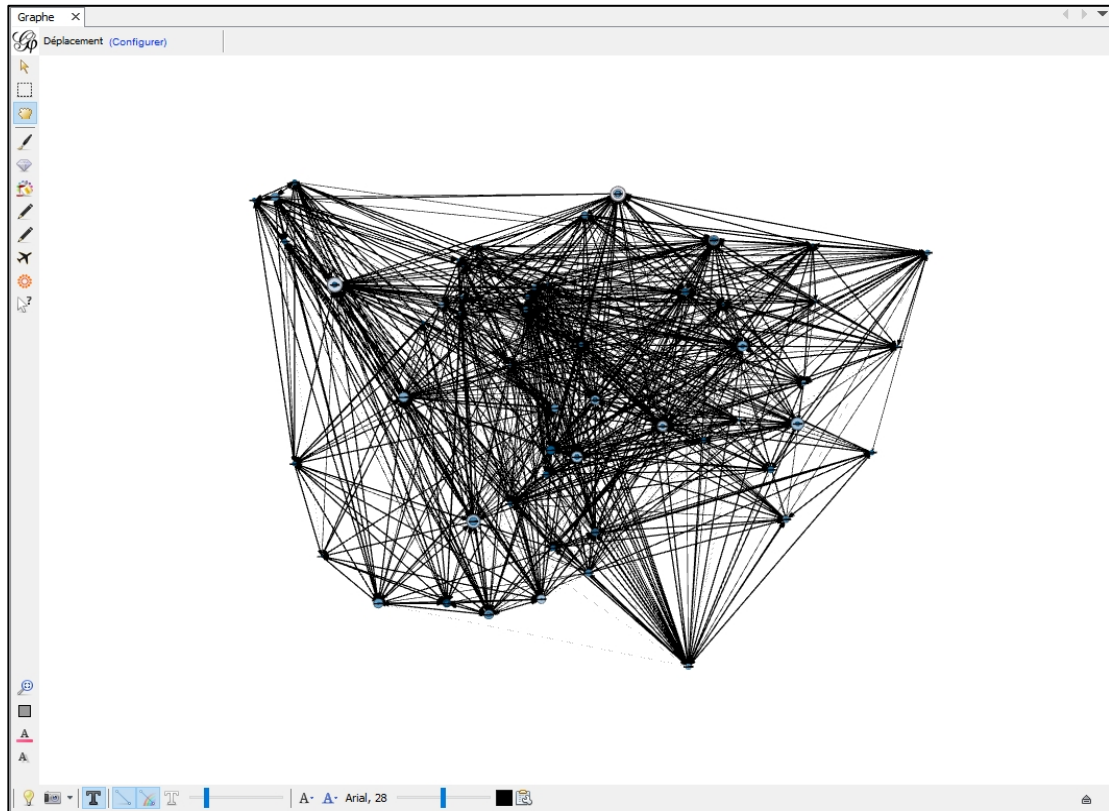 Graphe
Déplacement (Configurer)
A- A- Arial, 28